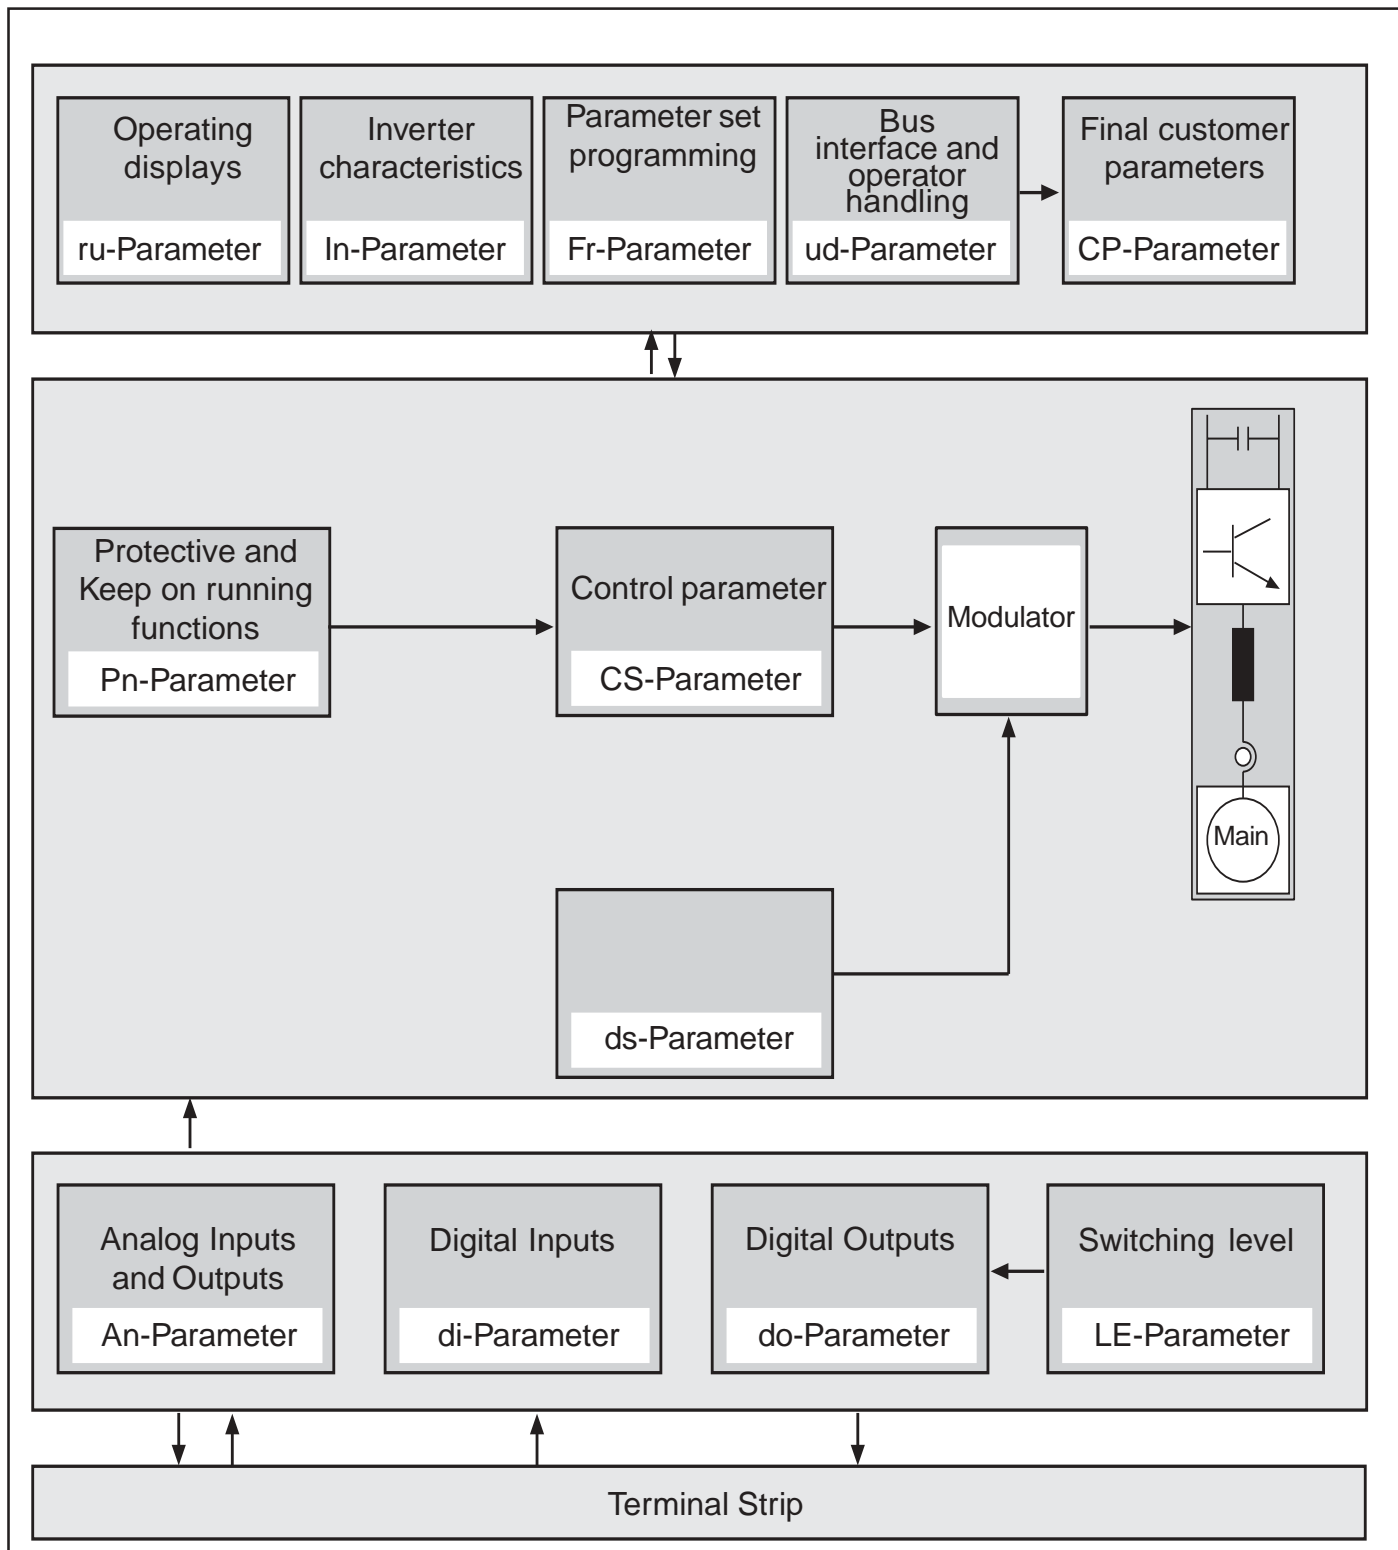 Operating
displays
ru-Parameter
Inverter
characteristics
In-Parameter
Parameter set
programming
Fr-Parameter
Bus
interface and
operator
handling
ud-Parameter
Final customer
parameters
CP-Parameter
Protective and
Keep on running
functions
Pn-Parameter
Control parameter
CS-Parameter
Modulator
Main
ds-Parameter
Analog Inputs
and Outputs
An-Parameter
Digital Inputs
di-Parameter
Digital Outputs
do-Parameter
Switching level
LE-Parameter
Terminal Strip